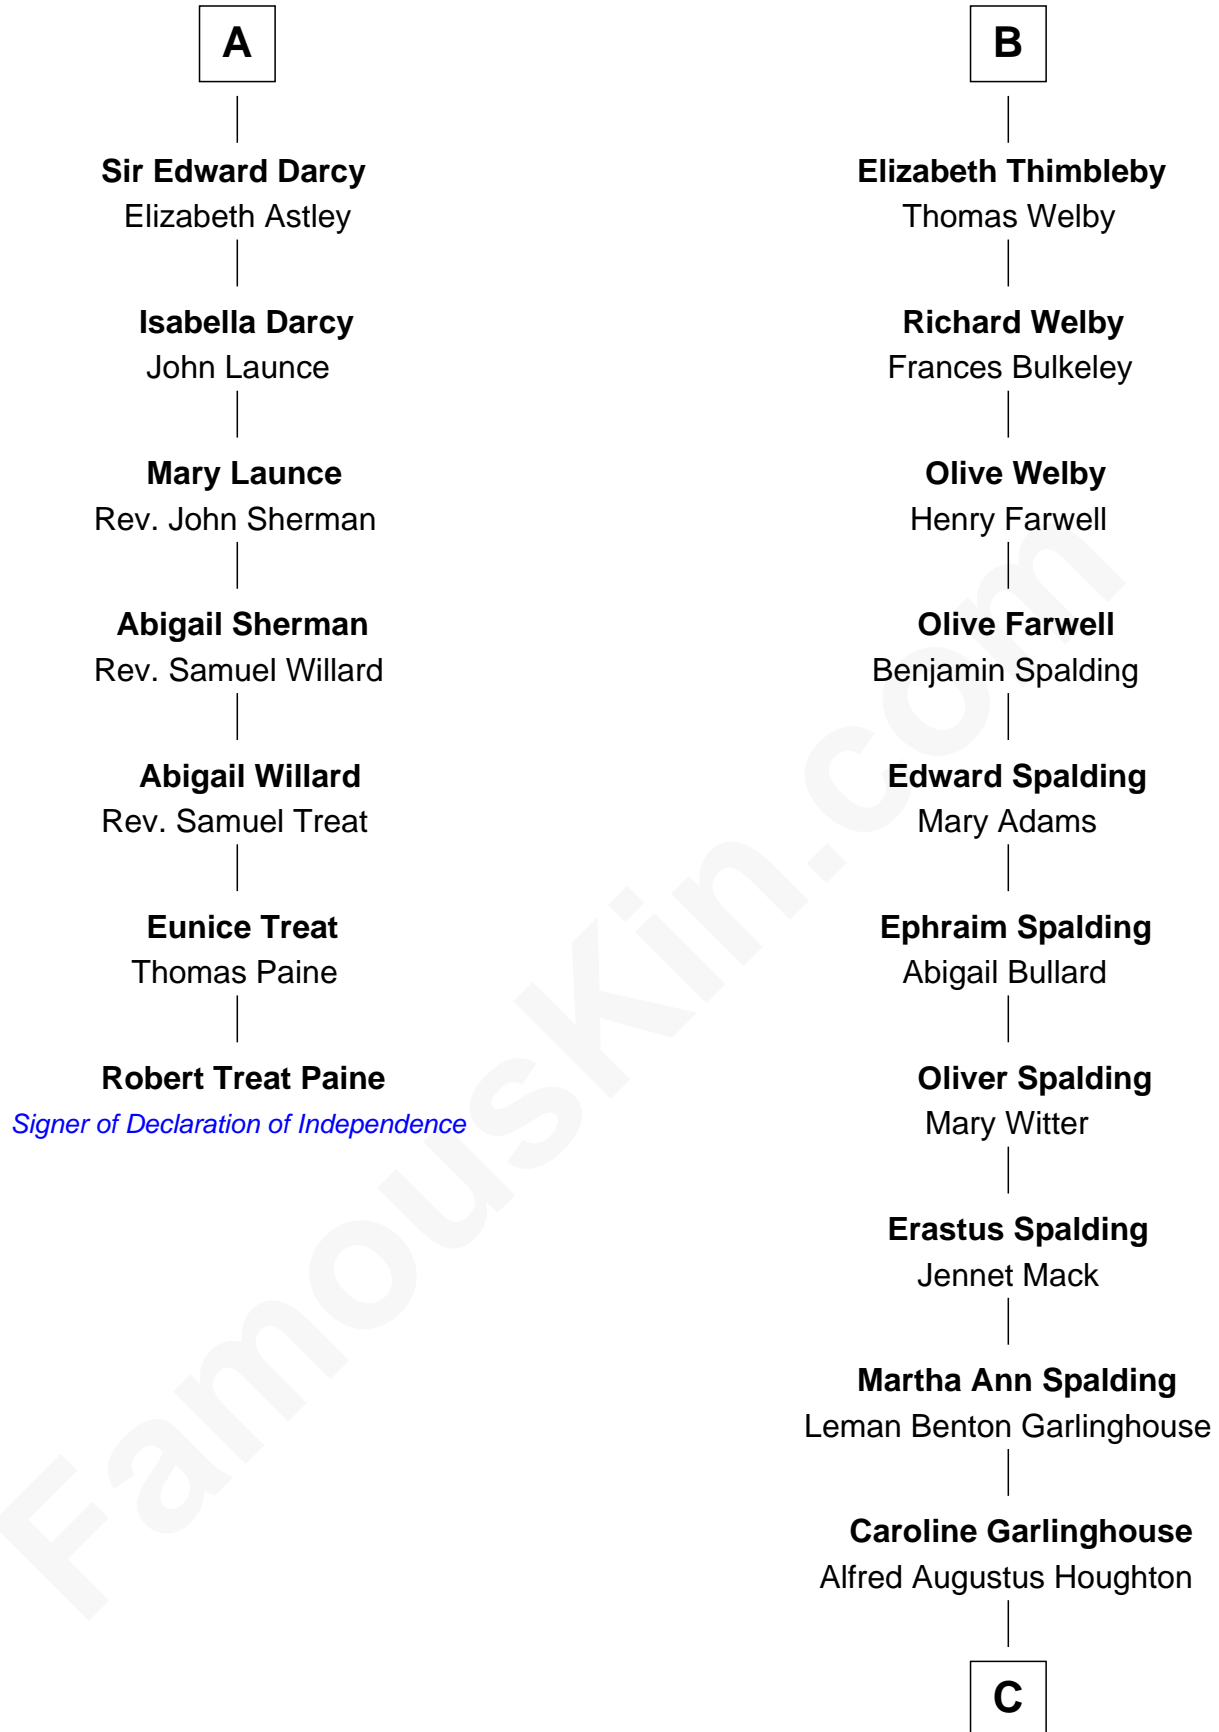 A
Sir Edward Darcy
Elizabeth Astley
Isabella Darcy
John Launce
Mary Launce
Rev. John Sherman
Abigail Sherman
Rev. Samuel Willard
Abigail Willard
Rev. Samuel Treat
Eunice Treat
Thomas Paine
Robert Treat Paine
Signer of Declaration of Independence
B
Elizabeth Thimbleby
Thomas Welby
Richard Welby
Frances Bulkeley
Olive Welby
Henry Farwell
Olive Farwell
Benjamin Spalding
Edward Spalding
Mary Adams
Ephraim Spalding
Abigail Bullard
Oliver Spalding
Mary Witter
Erastus Spalding
Jennet Mack
Martha Ann Spalding
Leman Benton Garlinghouse
Caroline Garlinghouse
Alfred Augustus Houghton
C
FamousKin.com